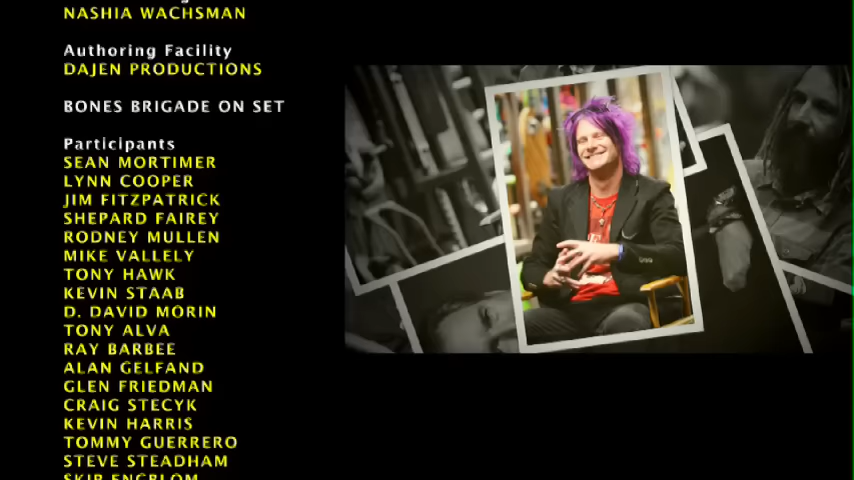 NASHIA WACHSMAN
Authoring Facility
DAJEN PRODUCTIONS
BONES BRIGADE ON SET
Participants
SEAN MORTIMER
LYNN COOPER
JIM FITZPATRICK
SHEPARD FAIREY
RODNEY MULLEN
MIKE VALLELY
TONY HAWK
KEVIN STAAB
D. DAVID MORIN
TONY ALVA
RAY BARBEE
ALAN GELFAND
GLEN FRIEDMAN
CRAIG STECYK
KEVIN HARRIS
TOMMY GUERRERO
STEVE STEADHAM
SKIP ENGBLOM